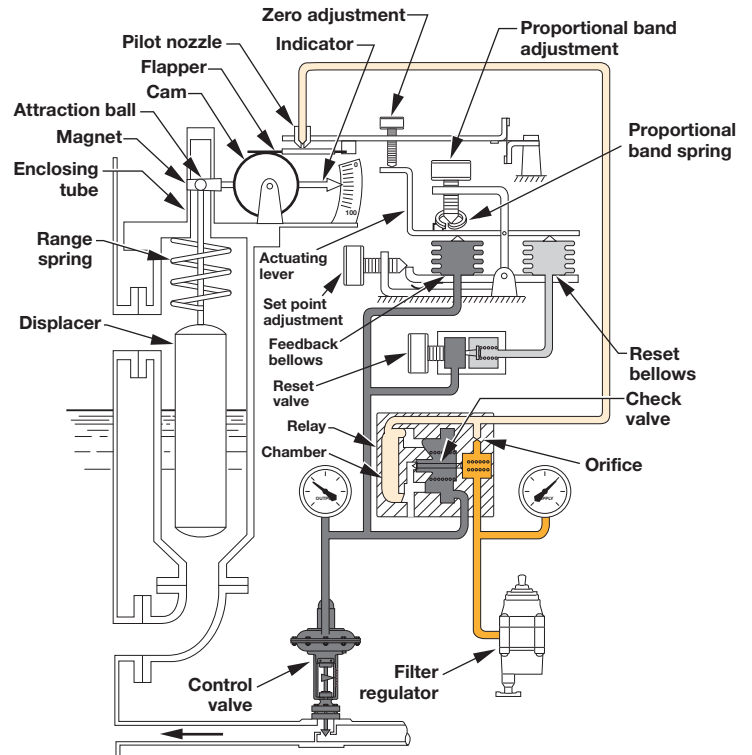 Zero adjustment
Proportional band
adjustment
Pilot nozzle
Indicator
Flapper
Cam
Attraction ball
Magnet
Proportional
band spring
Enclosing
tube
100
Range
spring
Actuating
lever
Set point
adjustment
Displacer
Feedback
bellows
Reset
bellows
Reset
valve
Check
valve
Relay
Chamber
Orifice
OUTPUT
SUPPLY
Control
valve
Filter
regulator